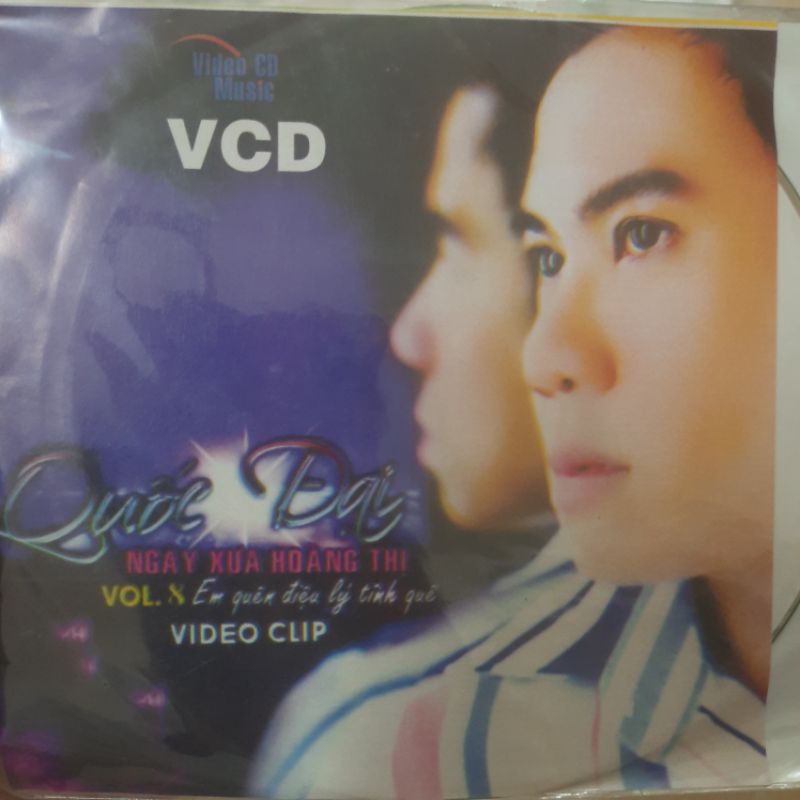 Video CD
Music
VCD
Quốc Đại
NGÀY XƯA HOÀNG THỊ
VOL. 8 Em quên điệu lý tình quê
VIDEO CLIP